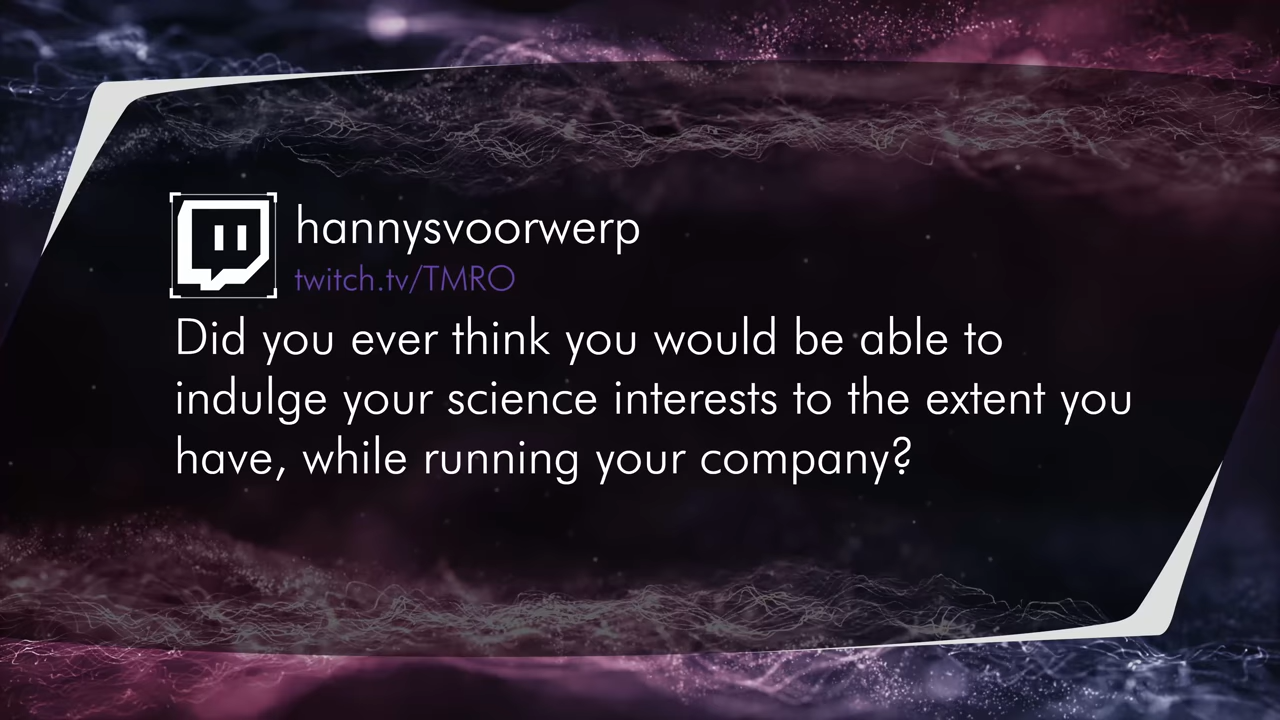 hannysvoorwerp
twitch.tv/TMRO
Did you ever think you would be able to
indulge your science interests to the extent you
have, while running your company?